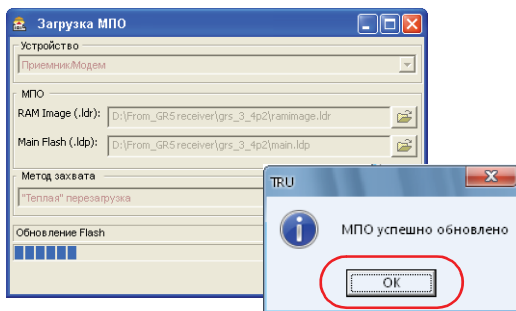 Загрузка МПО
Устройство
Приемник/Модем
МПО
RAM Image (.ldr):
D:\From_GR5 receiver\grs_3_4p2\ramimage.ldr
Main Flash (.ldp):
D:\From_GR5 receiver\grs_3_4p2\main.ldp
Метод захвата
"Теплая" перезагрузка
Обновление Flash
TRU
МПО успешно обновлено
OK